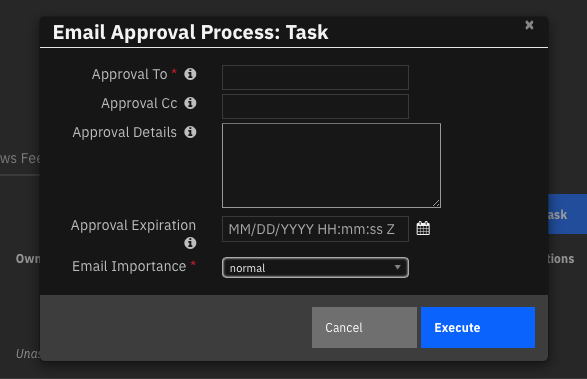 Email Approval Process: Task
×
Approval To *
Approval Cc
Approval Details
ws Fee
Approval Expiration
MM/DD/YYYY HH:mm:ss Z
ask
Own
tions
Email Importance *
normal
Cancel
Execute
Unas